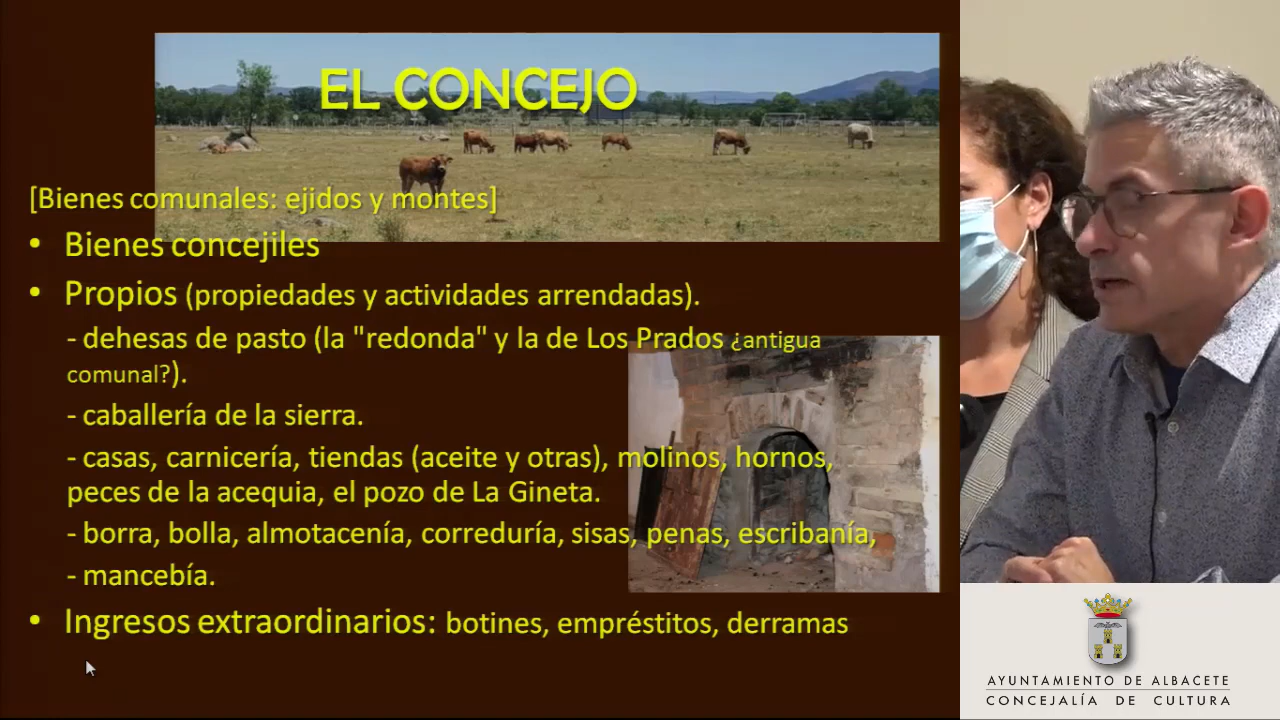 EL CONCEJO
[Bienes comunales: ejidos y montes]
• Bienes concejiles
• Propios (propiedades y actividades arrendadas).
- dehesas de pasto (la "redonda" y la de Los Prados ¿antigua
comunal?).
- caballería de la sierra.
- casas, carnicería, tiendas (aceite y otras), molinos, hornos,
peces de la acequia, el pozo de La Gineta.
- borra, bolla, almotacenía, correduría, sisas, penas, escribanía,
- mancebía.
• Ingresos extraordinarios: botines, empréstitos, derramas
AYUNTAMIENTO DE ALBACETE
CONCEJALÍA DE CULTURA